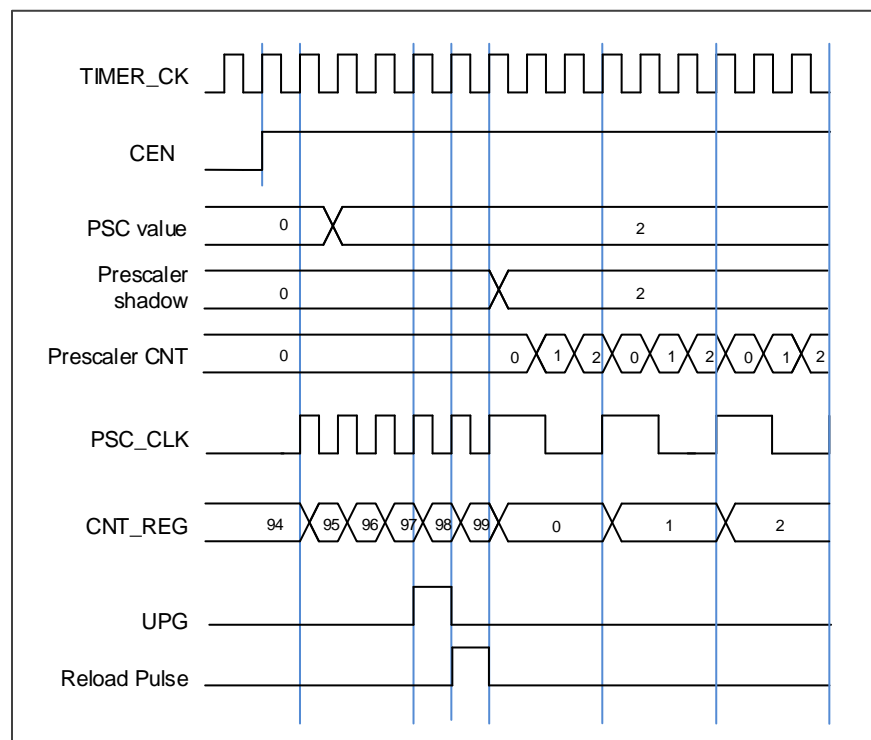 TIMER_CK
CEN
PSC value 0 2
Prescaler
shadow 0 2
Prescaler CNT 0 0 1 2 0 1 2 0 1 2
PSC_CLK
CNT_REG 94 95 96 97 98 99 0 1 2
UPG
Reload Pulse